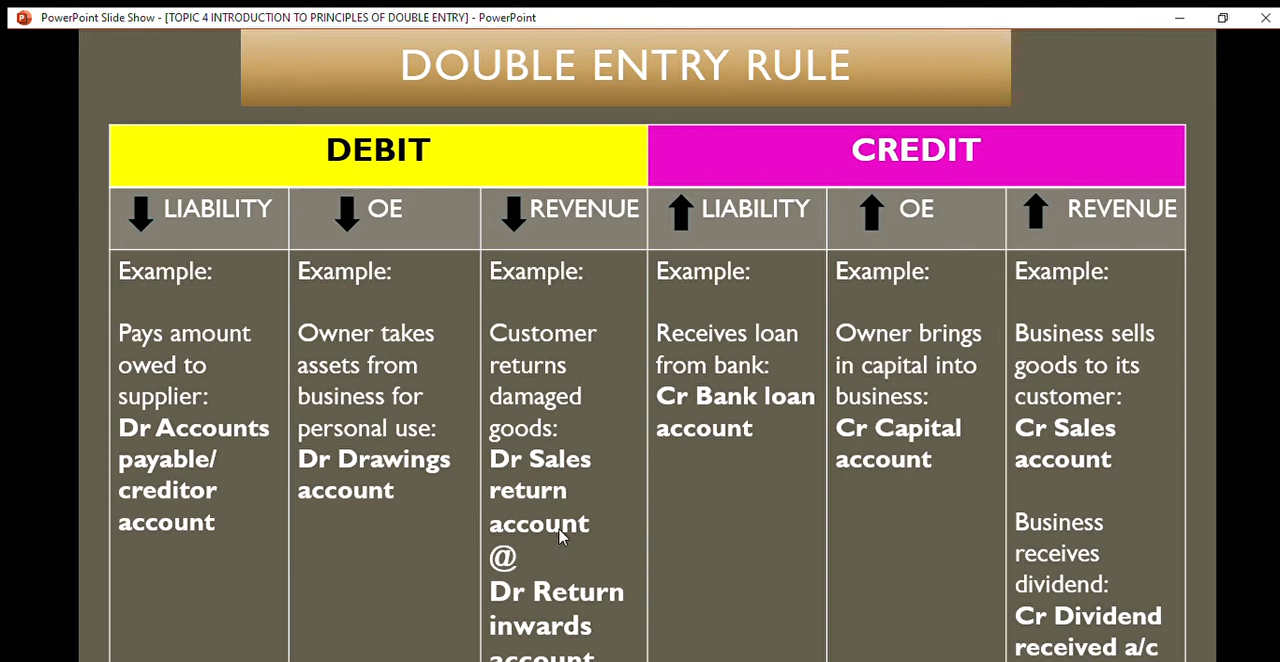 PowerPoint Slide Show - [TOPIC 4 INTRODUCTION TO PRINCIPLES OF DOUBLE ENTRY] - PowerPoint
DOUBLE ENTRY RULE
DEBIT
CREDIT
LIABILITY
OE
REVENUE
LIABILITY
OE
REVENUE
Example:
Pays amount
owed to
supplier:
Dr Accounts
payable/
creditor
account
Example:
Owner takes
assets from
business for
personal use:
Dr Drawings
account
Example:
Customer
returns
damaged
goods:
Dr Sales
return
account
@
Dr Return
inwards
account
Example:
Receives loan
from bank:
Cr Bank loan
account
Example:
Owner brings
in capital into
business:
Cr Capital
account
Example:
Business sells
goods to its
customer:
Cr Sales
account
Business
receives
dividend:
Cr Dividend
received a/c